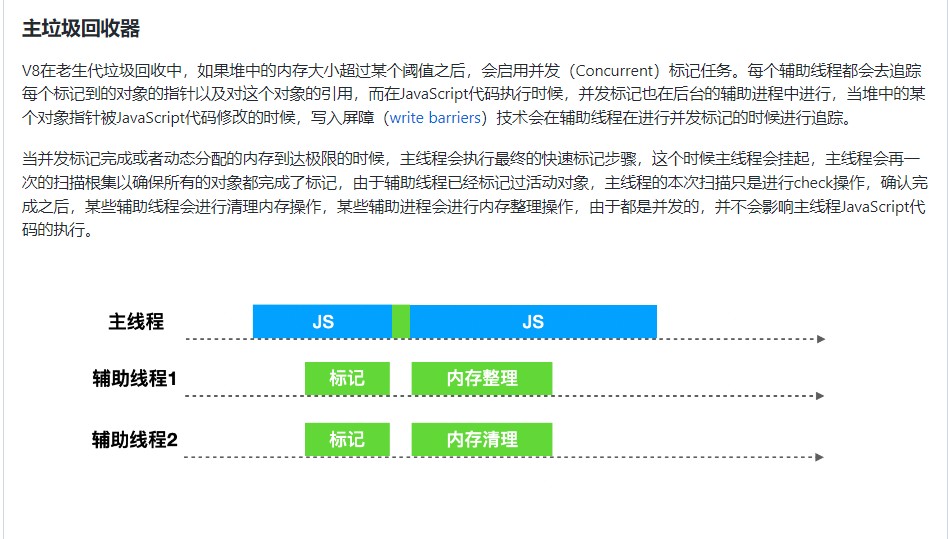 主垃圾回收器
V8在老生代垃圾回收中，如果堆中的内存大小超过某个阈值之后，会启用并发（Concurrent）标记任务。每个辅助线程都会去追踪
每个标记到的对象的指针以及对这个对象的引用，而在JavaScript代码执行时候，并发标记也在后台的辅助进程中进行，当堆中的某
个对象指针被JavaScript代码修改的时候，写入屏障（write barriers）技术会在辅助线程在进行并发标记的时候进行追踪。
当并发标记完成或者动态分配的内存到达极限的时候，主线程会执行最终的快速标记步骤，这个时候主线程会挂起，主线程会再一
次的扫描根集以确保所有的对象都完成了标记，由于辅助线程已经标记过活动对象，主线程的本次扫描只是进行check操作，确认完
成之后，某些辅助线程会进行清理内存操作，某些辅助进程会进行内存整理操作，由于都是并发的，并不会影响主线程JavaScript代
码的执行。
主线程 JS JS
辅助线程1 标记 内存整理
辅助线程2 标记 内存清理